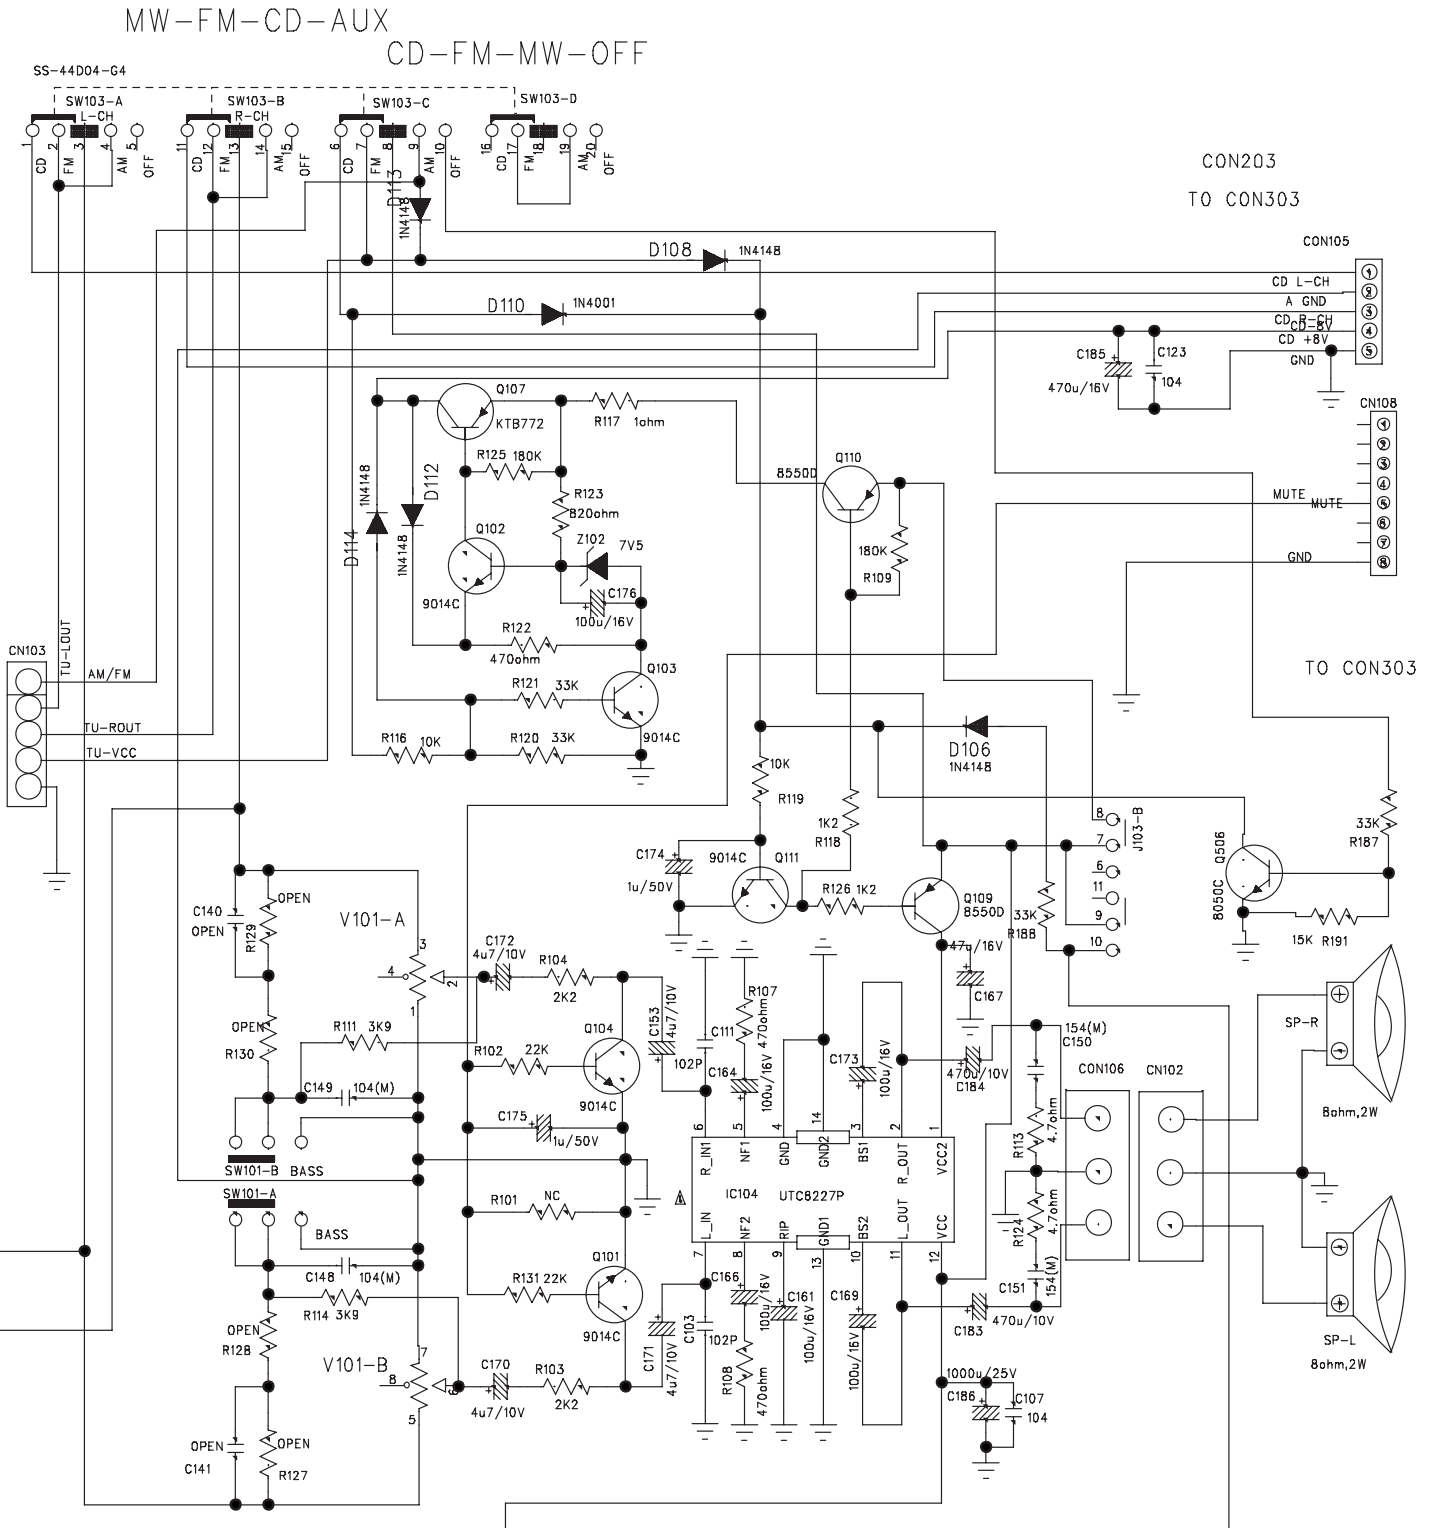 MW-FM-CD-AUX
CD-FM-MW-OFF
SS-44D04-G4
SW103-A
L-CH
SW103-B
R-CH
SW103-C
SW103-D
1 2 3 4 5
CD FM AM OFF
11 12 13 14 15
CD FM AM OFF
6 7 8 9 10
CD FM AM OFF
16 17 18 19 20
CD FM AM OFF
CON203
TO CON303
D113
1N4148
D108
1N4148
D110
1N4001
CON105
CD L-CH
A GND
CD R-CH
CD-8V
CD +8V
GND
1
2
3
4
5
C185
470u/16V
C123
104
Q107
KTB772
R117
1ohm
R125
180K
Q110
8550D
CN108
1
2
3
4
5
6
7
8
MUTE
MUTE
GND
1N4148
D112
R123
820ohm
Q102
D114
1N4148
Z102
7V5
180K
R109
9014C
C176
100u/16V
R122
470ohm
Q103
9014C
R121
33K
R116
10K
R120
33K
CN103
TU-LOUT
AM/FM
TU-ROUT
TU-VCC
TO CON303
D106
1N4148
10K
R119
1K2
R118
8
7
6
11
9
10
J103-B
33K
R187
Q506
8050C
15K
R191
C174
1u/50V
9014C
Q111
R126
1K2
Q109
8550D
33K
R188
C140
OPEN
OPEN
R129
V101-A
3
4
2
1
C172
4u7/10V
R104
2K2
47u/16V
C167
OPEN
R130
R111
3K9
R102
22K
Q104
9014C
C153
4u7/10V
C111
102P
R107
470ohm
C164
100u/16V
C173
100u/16V
470u/10V
C184
154(M)
C150
SP-R
CON106
CN102
8ohm,2W
C149
104(M)
C175
1u/50V
R113
4.7ohm
SW101-B
BASS
6 5 4 14 3 2 1
R_IN1 NF1 GND GND2 BS1 R_OUT VCC2
IC104
UTC8227P
L_IN NF2 RIP GND1 BS2 L_OUT VCC
7 8 9 13 10 11 12
SW101-A
BASS
R101
NC
R124
4.7ohm
C148
104(M)
R114
3K9
Q101
9014C
R131
22K
C166
100u/16V
C161
100u/16V
C169
100u/16V
C151
154(M)
C183
470u/10V
SP-L
8ohm,2W
OPEN
R128
V101-B
7
8
6
5
C170
4u7/10V
R103
2K2
C171
4u7/10V
C103
102P
R108
470ohm
1000u/25V
C186
C107
104
OPEN
C141
OPEN
R127